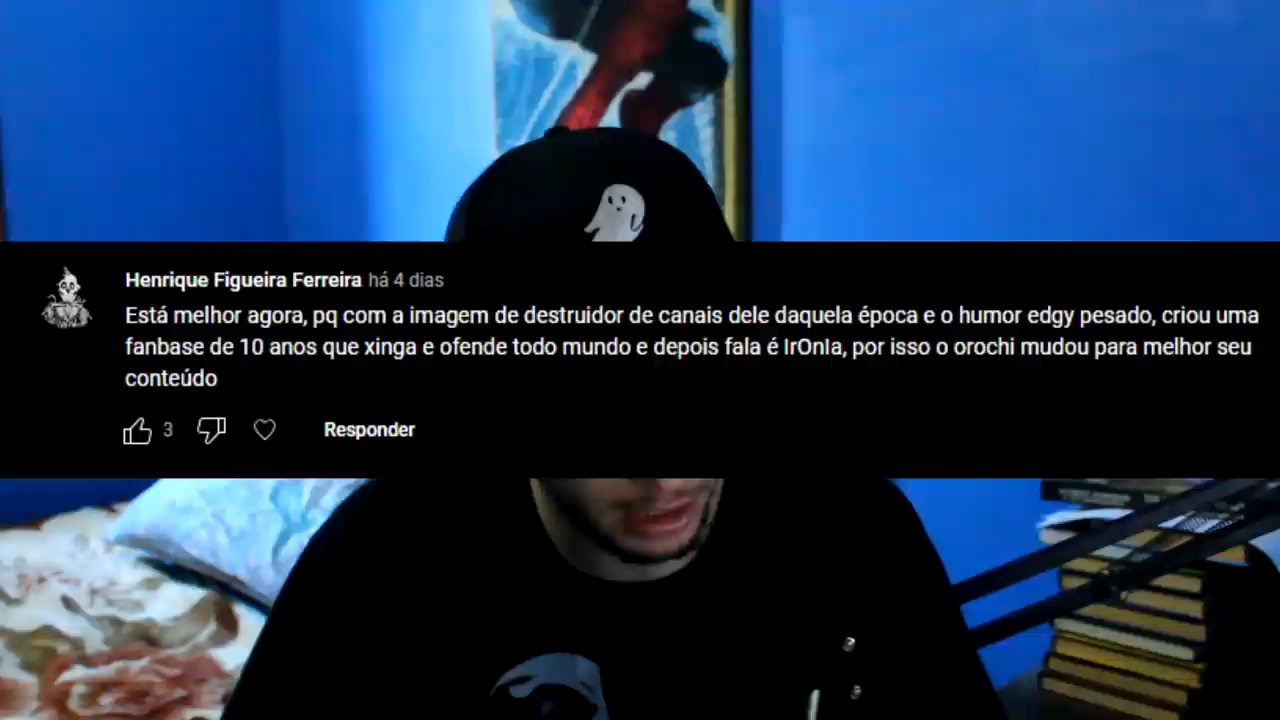 Henrique Figueira Ferreira há 4 dias
Está melhor agora, pq com a imagem de destruidor de canais dele daquela época e o humor edgy pesado, criou uma
fanbase de 10 anos que xinga e ofende todo mundo e depois fala é IrOnIa, por isso o orochi mudou para melhor seu
conteúdo
3 Responder